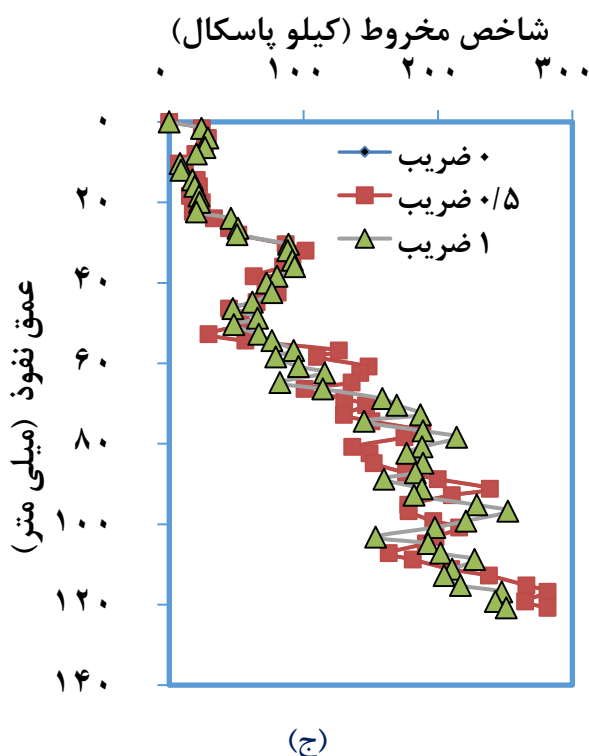 شاخص مخروط (کیلو پاسکال)
۰ ۱۰۰ ۲۰۰ ۳۰۰
عمق نفوذ (میلی متر)
۰
۲۰
۴۰
۶۰
۸۰
۱۰۰
۱۲۰
۱۴۰
۰ ضریب
۰/۵ ضریب
1 ضریب
(ج)